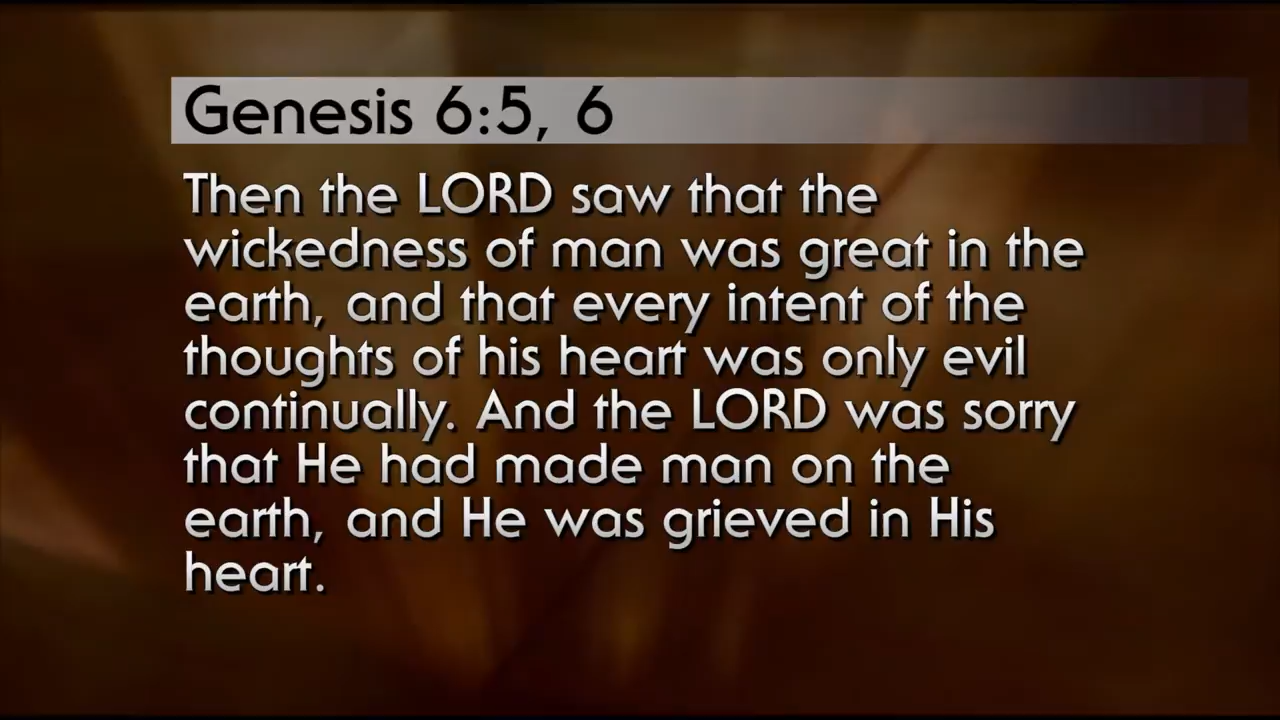 Genesis 6:5, 6
Then the LORD saw that the
wickedness of man was great in the
earth, and that every intent of the
thoughts of his heart was only evil
continually. And the LORD was sorry
that He had made man on the
earth, and He was grieved in His
heart.